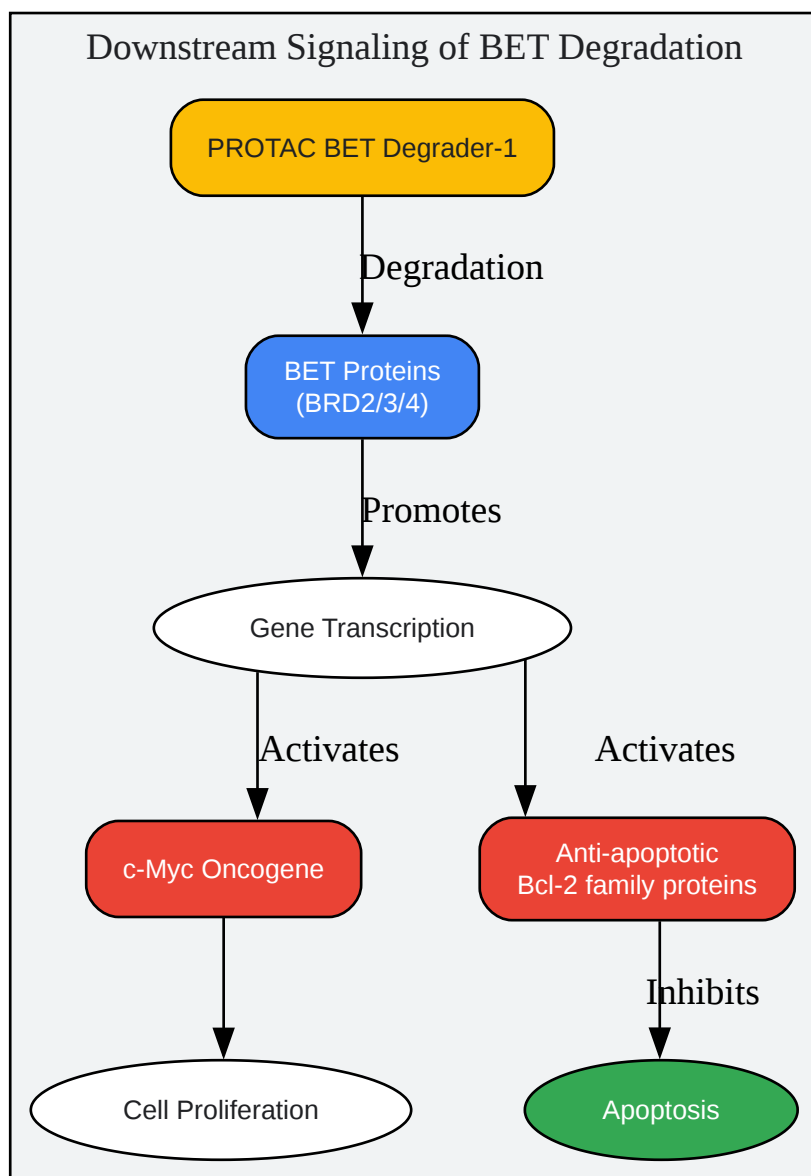 Downstream Signaling of BET Degradation
PROTAC BET Degrader-1
Degradation
BET Proteins
(BRD2/3/4)
Promotes
Gene Transcription
Activates
Activates
c-Myc Oncogene
Anti-apoptotic
Bcl-2 family proteins
Inhibits
Cell Proliferation
Apoptosis